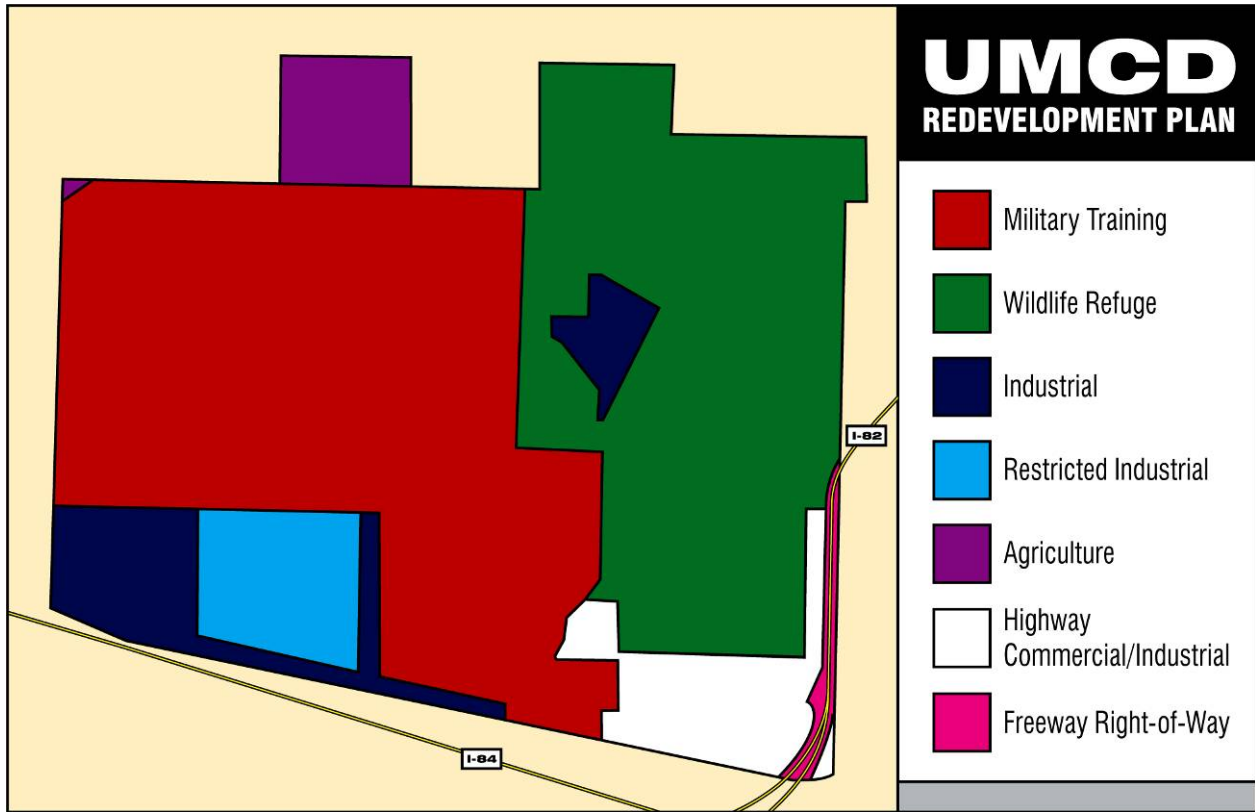 UMCD
REDEVELOPMENT PLAN
Military Training
Wildlife Refuge
Industrial
Restricted Industrial
Agriculture
Highway
Commercial/Industrial
Freeway Right-of-Way
I-82
I-84